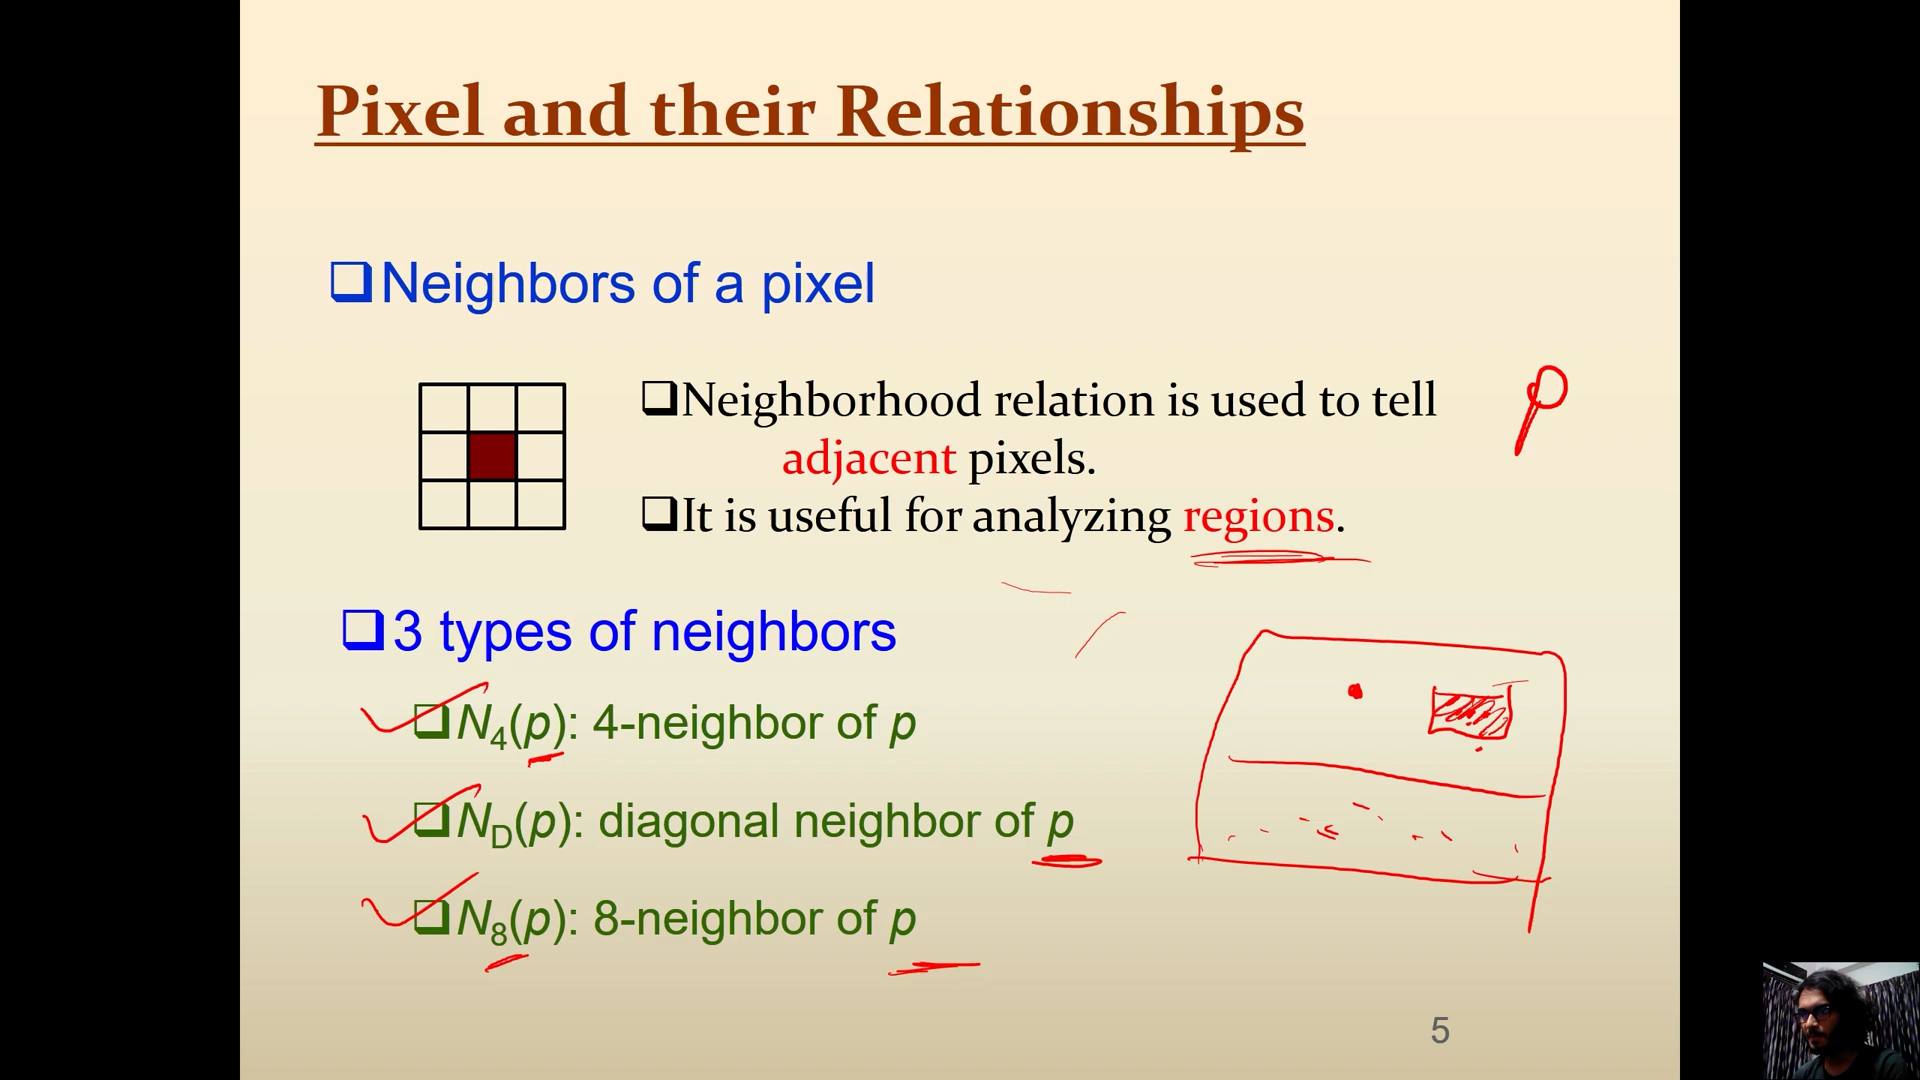 Pixel and their Relationships
Neighbors of a pixel
Neighborhood relation is used to tell
adjacent pixels.
It is useful for analyzing regions.
3 types of neighbors
N4(p): 4-neighbor of p
ND(p): diagonal neighbor of p
N8(p): 8-neighbor of p
5